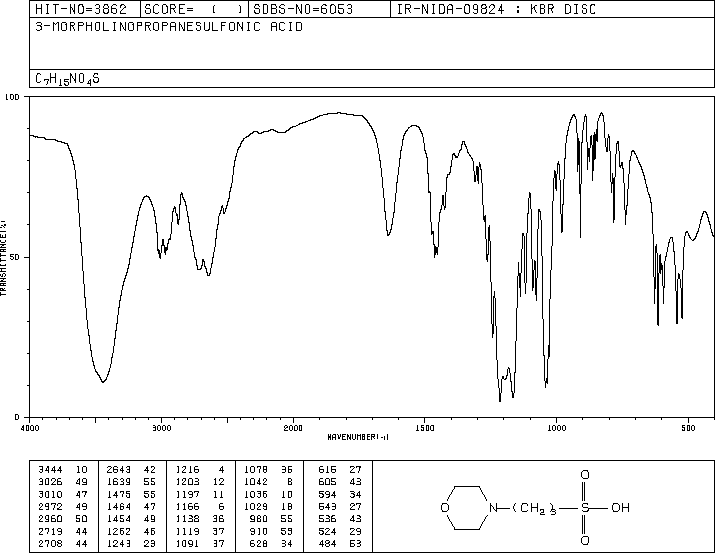 HIT-NO=3862 SCORE= ( ) SDBS-NO=6053 IR-NIDA-09824 : KBR DISC
3-MORPHOLINOPROPANESULFONIC ACID
C7H15NO4S
100
50
0
TRANSMITTANCE(%)
4000 3000 2000 1500 1000 500
WAVENUMBER(-1)
3444 10 2643 42 1216 4 1078 35 616 27
3026 49 1639 55 1203 12 1042 8 605 43
3010 47 1475 55 1197 11 1036 10 594 34
2972 49 1464 47 1166 6 1029 18 543 27
2960 50 1454 49 1138 36 980 55 536 43
2719 44 1262 46 1119 37 910 53 524 29
2708 44 1243 23 1091 37 628 34 484 53
O
O N (CH2)3 S OH
O